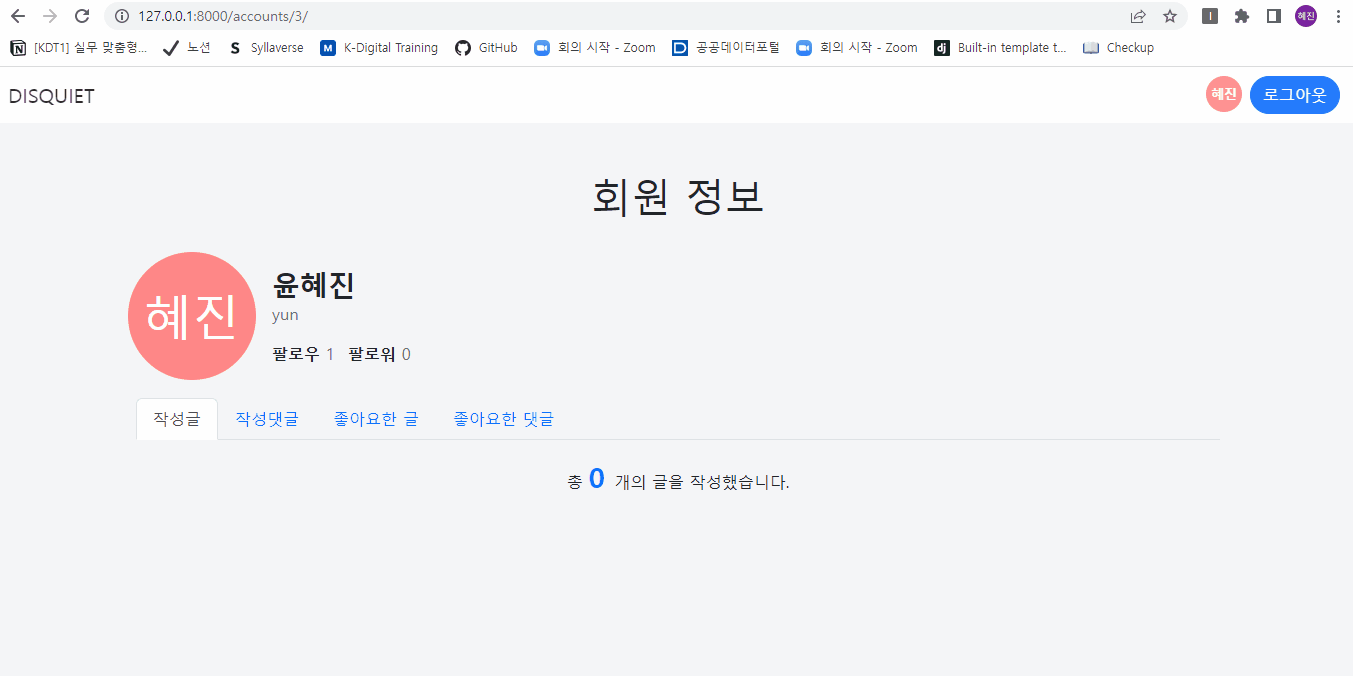 127.0.0.1:8000/accounts/3/
혜진
[KDT1] 실무 맞춤형... 노션 Syllaverse K-Digital Training GitHub 회의 시작 - Zoom 공공데이터포털 회의 시작 - Zoom Built-in template t... Checkup
DISQUIET 혜진 로그아웃
회원 정보
혜진
윤혜진
yun
팔로우 1 팔로워 0
작성글 작성댓글 좋아요한 글 좋아요한 댓글
총 0 개의 글을 작성했습니다.